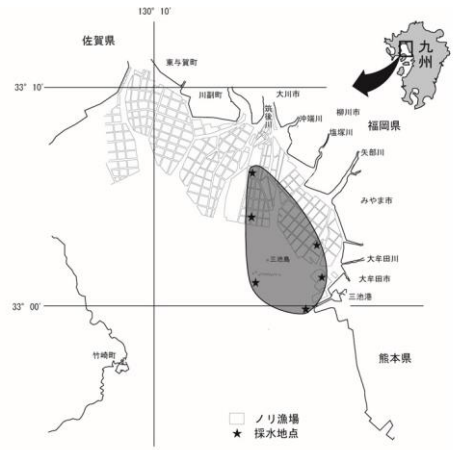 130° 10′
佐賀県
東与賀町
九州
33° 10′
川副町
大川市
筑後川
沖端川
柳川市
塩塚川
福岡県
矢部川
みやま市
三池島
大牟田川
大牟田市
三池港
33° 00′
竹崎町
熊本県
ノリ漁場
採水地点